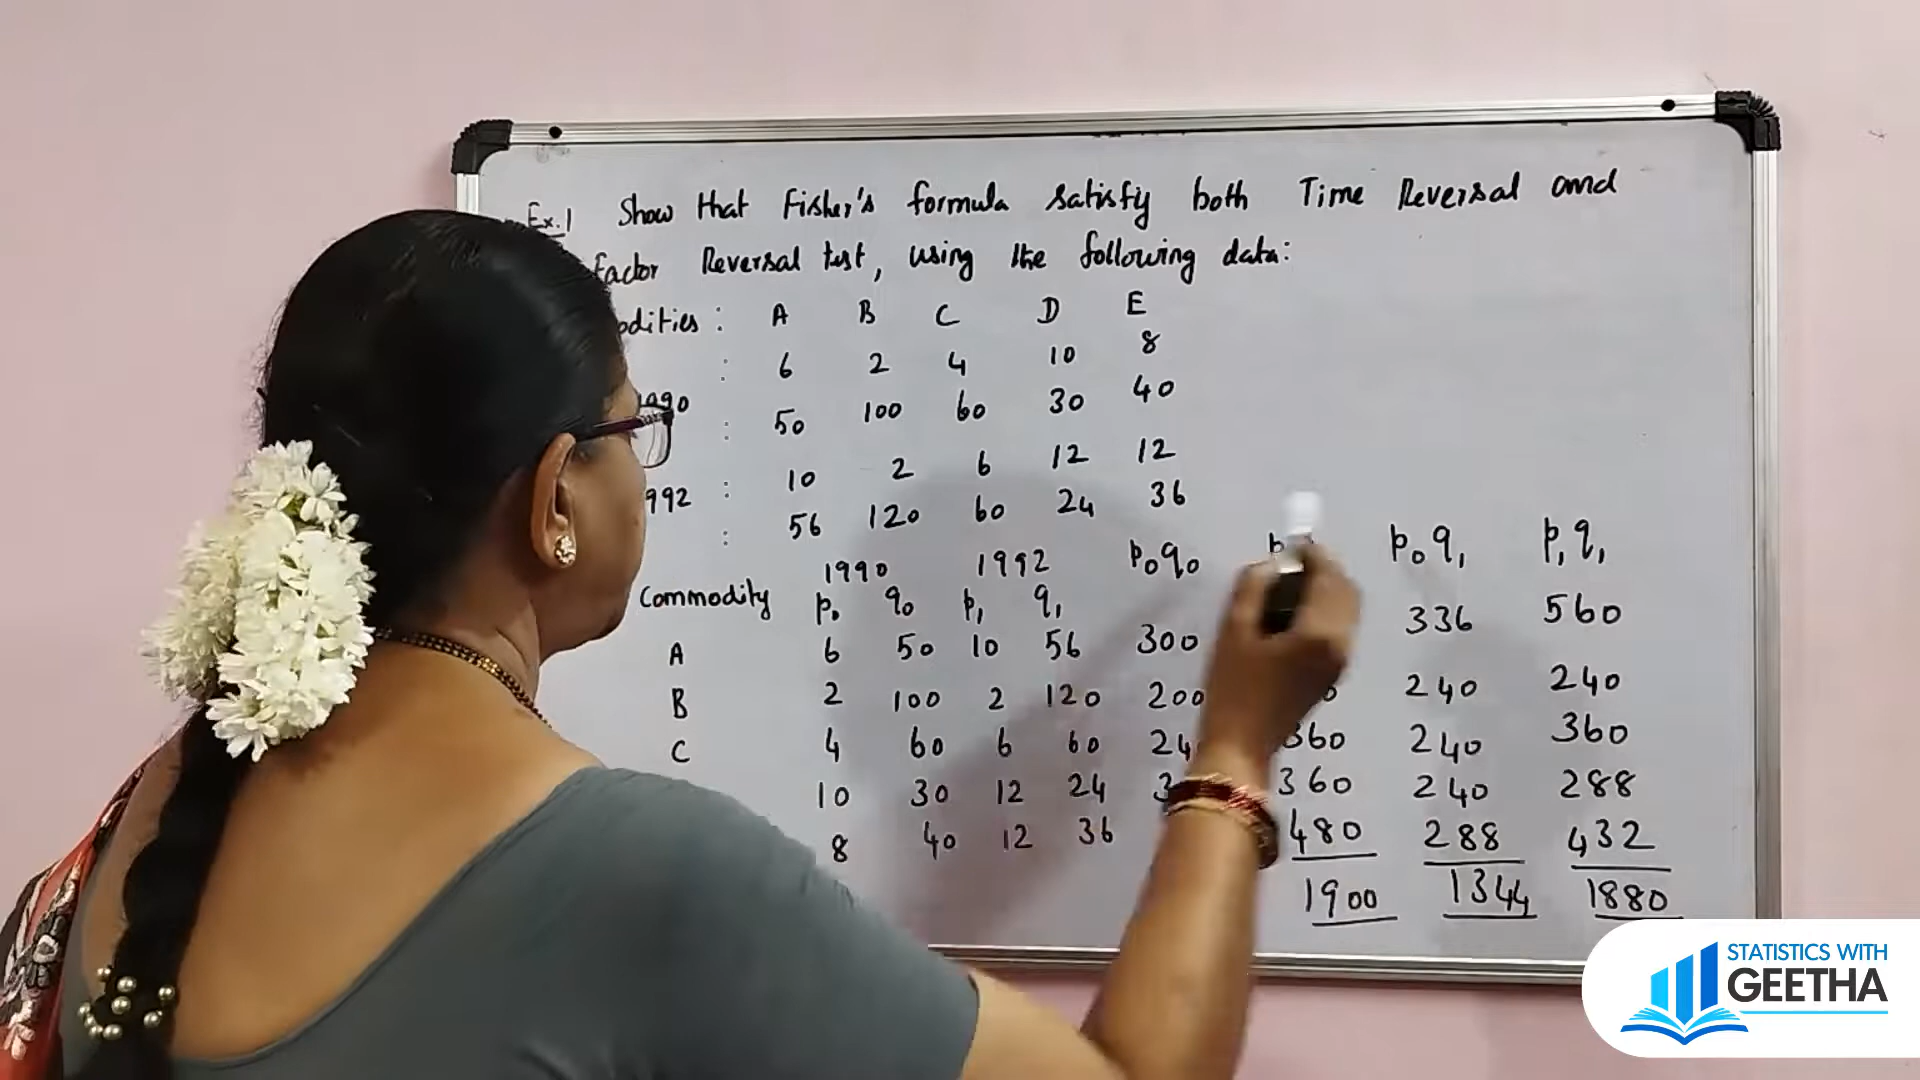 Ex.1 Show that Fisher's formula satisfy both Time Reversal and
Factor Reversal test, using the following data:
: A B C D E
: 6 2 4 10 8
1990
: 50 100 60 30 40
: 10 2 6 12 12
: 56 120 60 24 36
1990 1992 p₀q₀ p₀q₁ p₁q₁
Commodity p₀ q₀ p₁ q₁
A 6 50 10 56 300 336 560
B 2 100 2 120 200 240 240
C 4 60 6 60 360 240 360
10 30 12 24 360 240 288
8 40 12 36 480 288 432
1900 1344 1880
STATISTICS WITH
GEETHA